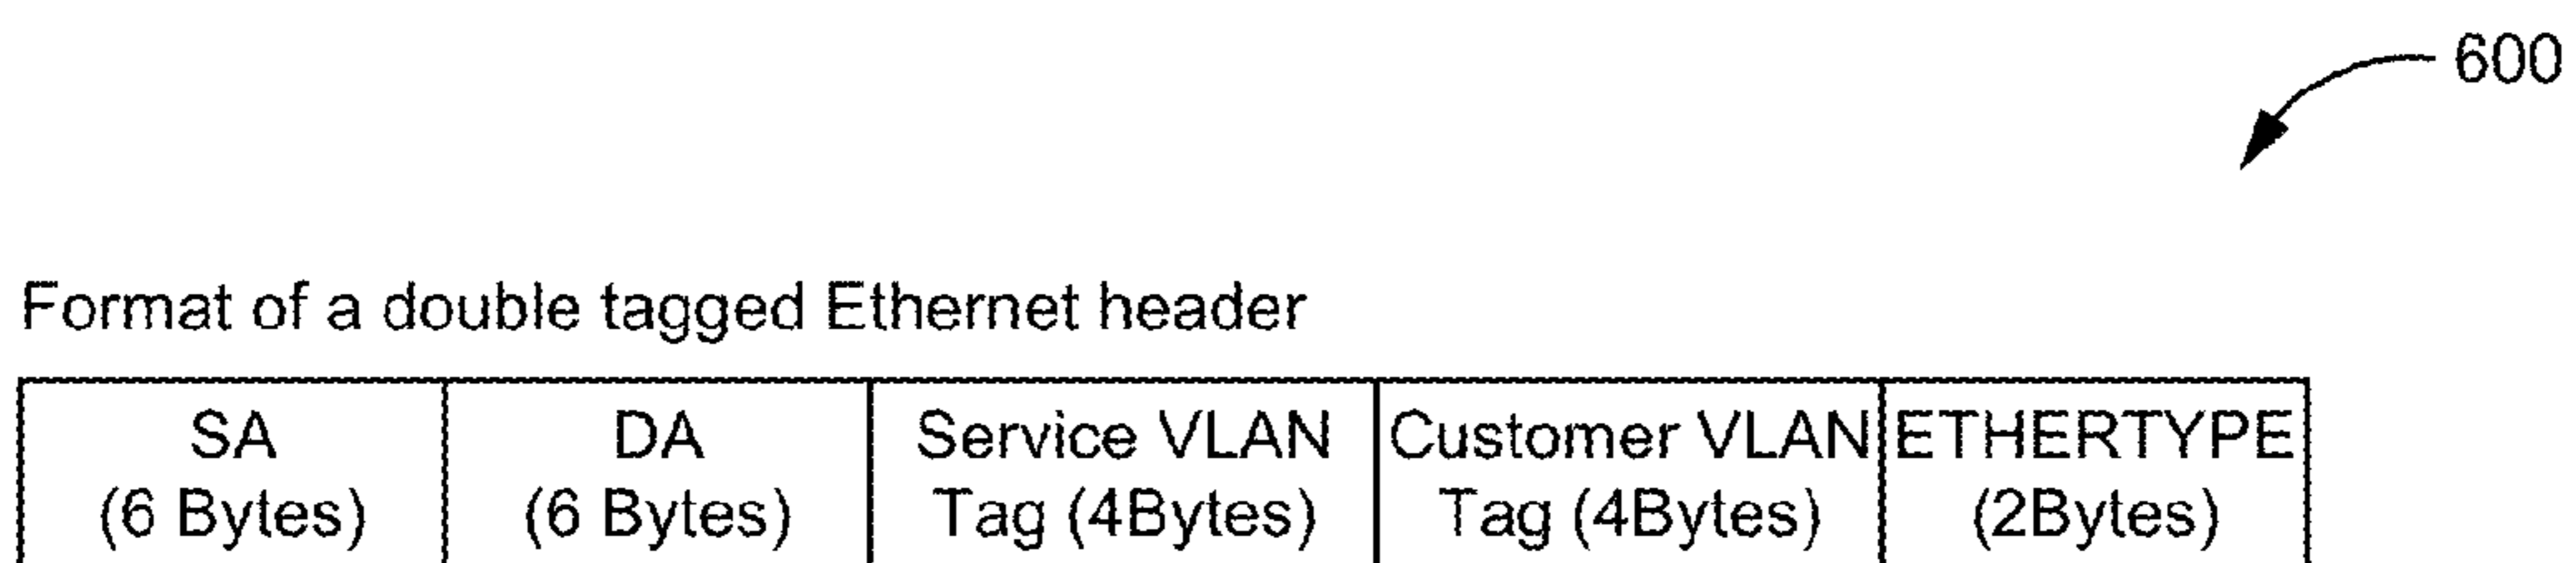 600
Format of a double tagged Ethernet header
SA
(6 Bytes)
DA
(6 Bytes)
Service VLAN
Tag (4Bytes)
Customer VLAN
Tag (4Bytes)
ETHERTYPE
(2Bytes)